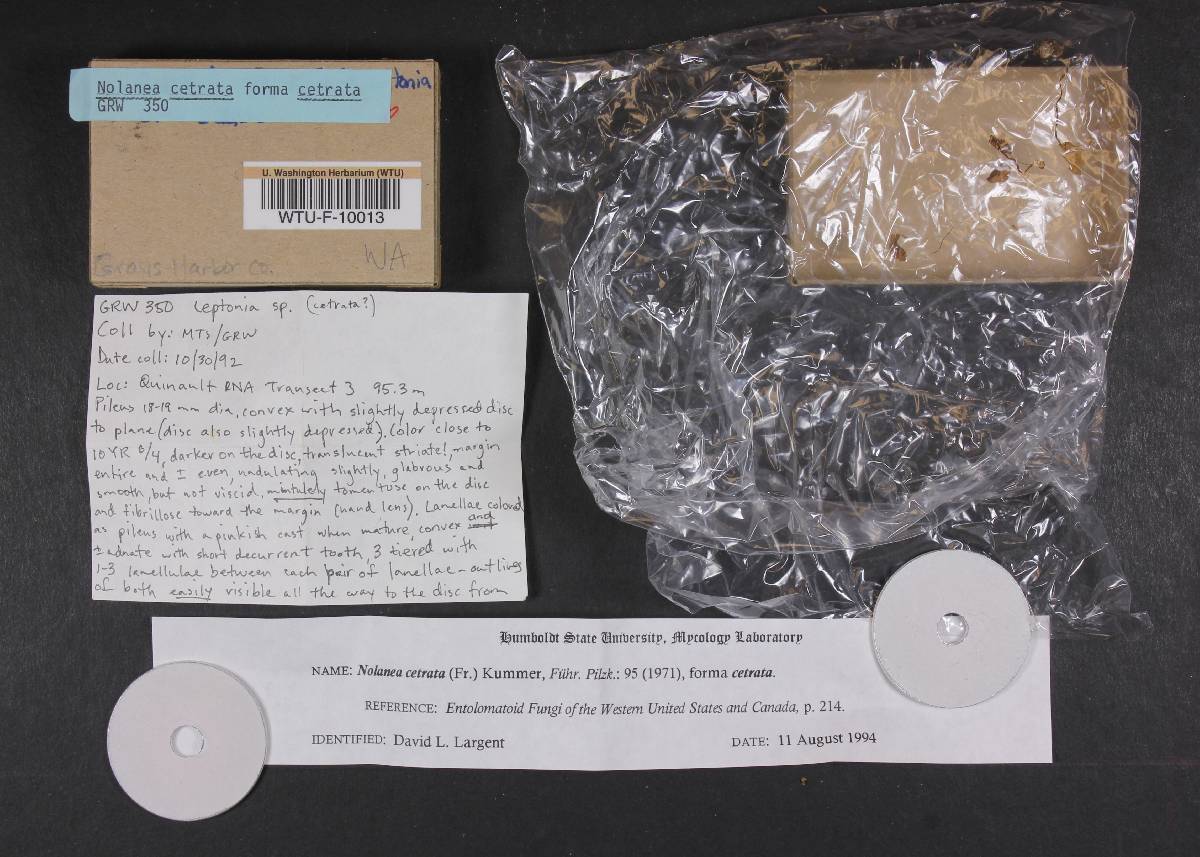 Nolanea cetrata forma cetrata
GRW 350
tonia
U. Washington Herbarium (WTU)
WTU-F-10013
Grays Harbor Co.
WA
GRW 350 Leptonia sp. (cetrata?)
Coll by: MTS/GRW
Date coll: 10/30/92
Loc: Quinault RNA Transect 3 95.3m
Pileus 18-19 mm dia, convex with slightly depressed disc
to plane (disc also slightly depressed). Color close to
10 YR 6/4, darker on the disc, translucent striate!, margin
entire and ± even, undulating slightly, glabrous and
smooth, but not viscid, minutely tomentose on the disc
and fibrillose toward the margin (hand lens). Lamellae colored
as pileus with a pinkish cast when mature, convex and
± adnate with short decurrent tooth, 3 tiered with
1-3 lamellulae between each pair of lamellae - outlines
of both easily visible all the way to the disc from
Humboldt State University, Mycology Laboratory
NAME: Nolanea cetrata (Fr.) Kummer, Führ. Pilzk.: 95 (1971), forma cetrata.
REFERENCE: Entolomatoid Fungi of the Western United States and Canada, p. 214.
IDENTIFIED: David L. Largent DATE: 11 August 1994